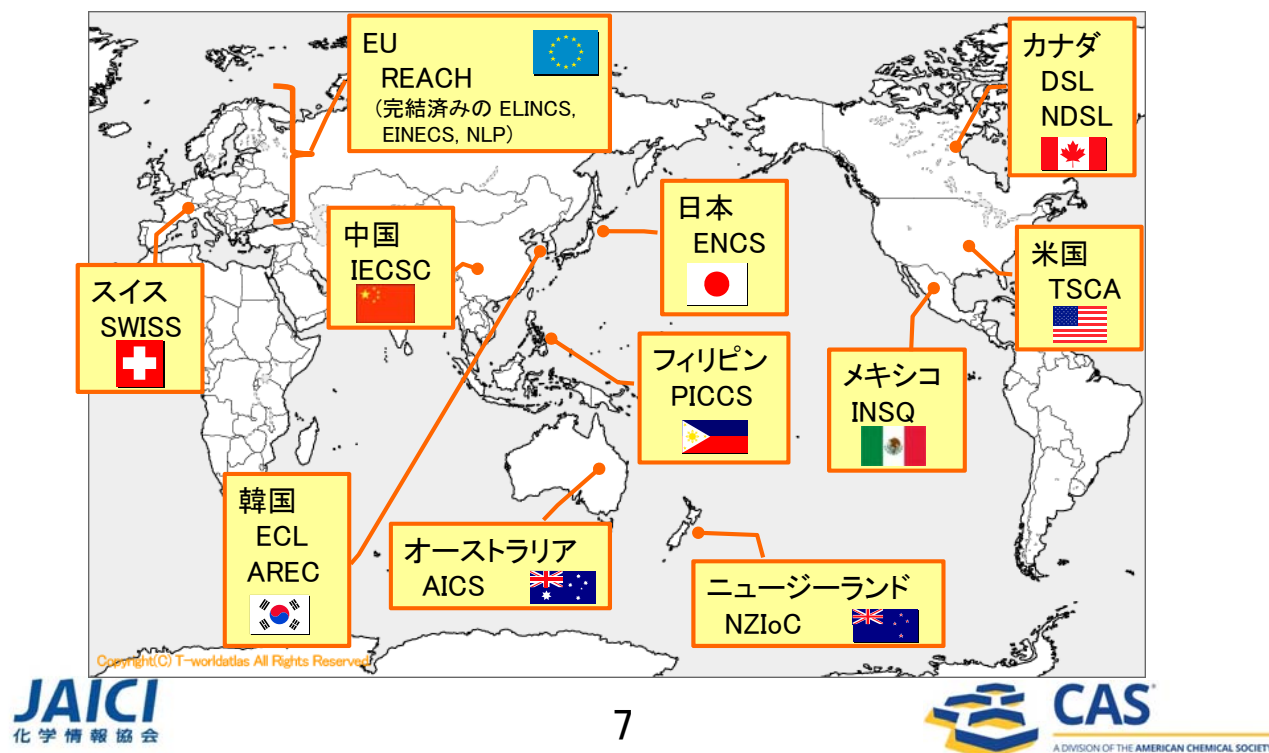 EU
REACH
(完結済みの ELINCS,
EINECS, NLP)
カナダ
DSL
NDSL
日本
ENCS
中国
IECSC
米国
TSCA
スイス
SWISS
フィリピン
PICCS
メキシコ
INSQ
韓国
ECL
AREC
オーストラリア
AICS
ニュージーランド
NZIoC
Copyright(C) T-worldatlas All Rights Reserved
JAICI
化学情報協会
7
CAS
A DIVISION OF THE AMERICAN CHEMICAL SOCIET